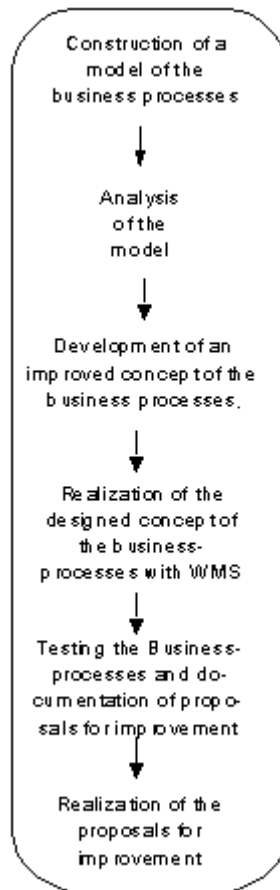 Construction of a
model of the
business processes
Analysis
of the
model
Development of an
improved concept of the
business processes.
Realization of the
designed concept of
the business-
processes with WMS
Testing the Business-
processes and do-
cumentation of propo-
sals for improvement
Realization of the
proposals for
improvement